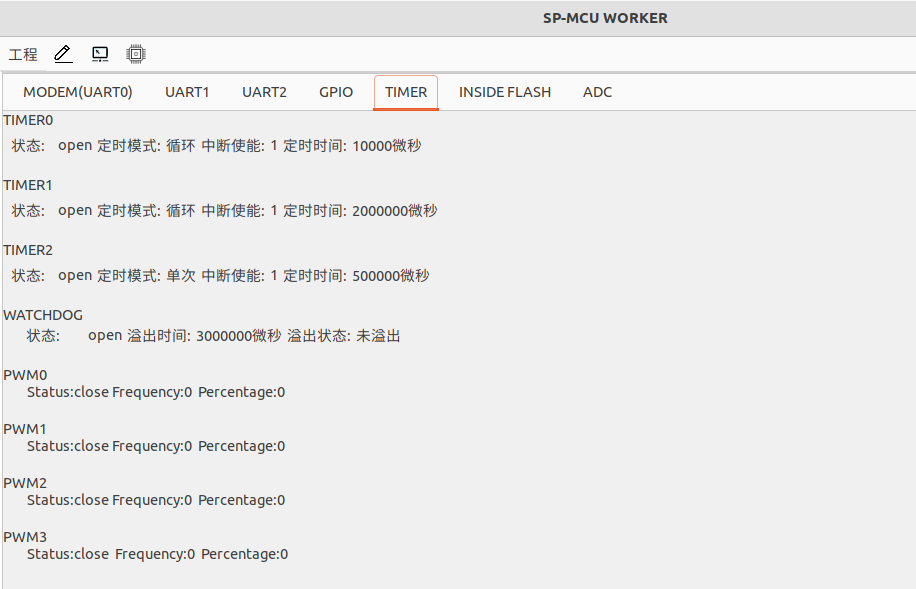 SP-MCU WORKER
工程
MODEM(UART0) UART1 UART2 GPIO TIMER INSIDE FLASH ADC
TIMER0
状态: open 定时模式: 循环 中断使能: 1 定时时间: 10000微秒
TIMER1
状态: open 定时模式: 循环 中断使能: 1 定时时间: 2000000微秒
TIMER2
状态: open 定时模式: 单次 中断使能: 1 定时时间: 500000微秒
WATCHDOG
状态: open 溢出时间: 3000000微秒 溢出状态: 未溢出
PWM0
Status:close Frequency:0 Percentage:0
PWM1
Status:close Frequency:0 Percentage:0
PWM2
Status:close Frequency:0 Percentage:0
PWM3
Status:close Frequency:0 Percentage:0